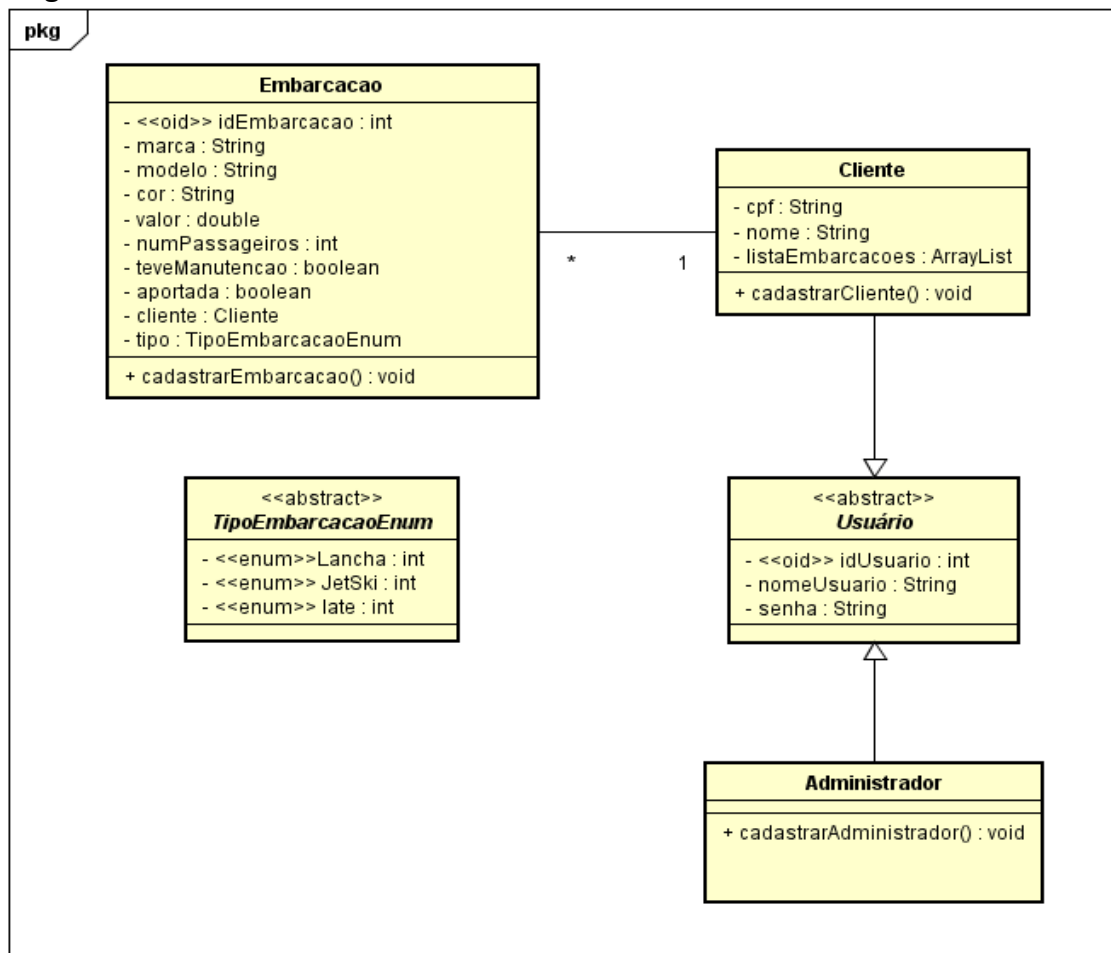 pkg
Embarcacao
- <<oid>> idEmbarcacao : int
- marca : String
- modelo : String
- cor : String
- valor : double
- numPassageiros : int
- teveManutencao : boolean
- aportada : boolean
- cliente : Cliente
- tipo : TipoEmbarcacaoEnum
+ cadastrarEmbarcacao() : void
* 1
Cliente
- cpf : String
- nome : String
- listaEmbarcacoes : ArrayList
+ cadastrarCliente() : void
<<abstract>>
TipoEmbarcacaoEnum
- <<enum>>Lancha : int
- <<enum>> JetSki : int
- <<enum>> Iate : int
<<abstract>>
Usuário
- <<oid>> idUsuario : int
- nomeUsuario : String
- senha : String
Administrador
+ cadastrarAdministrador() : void